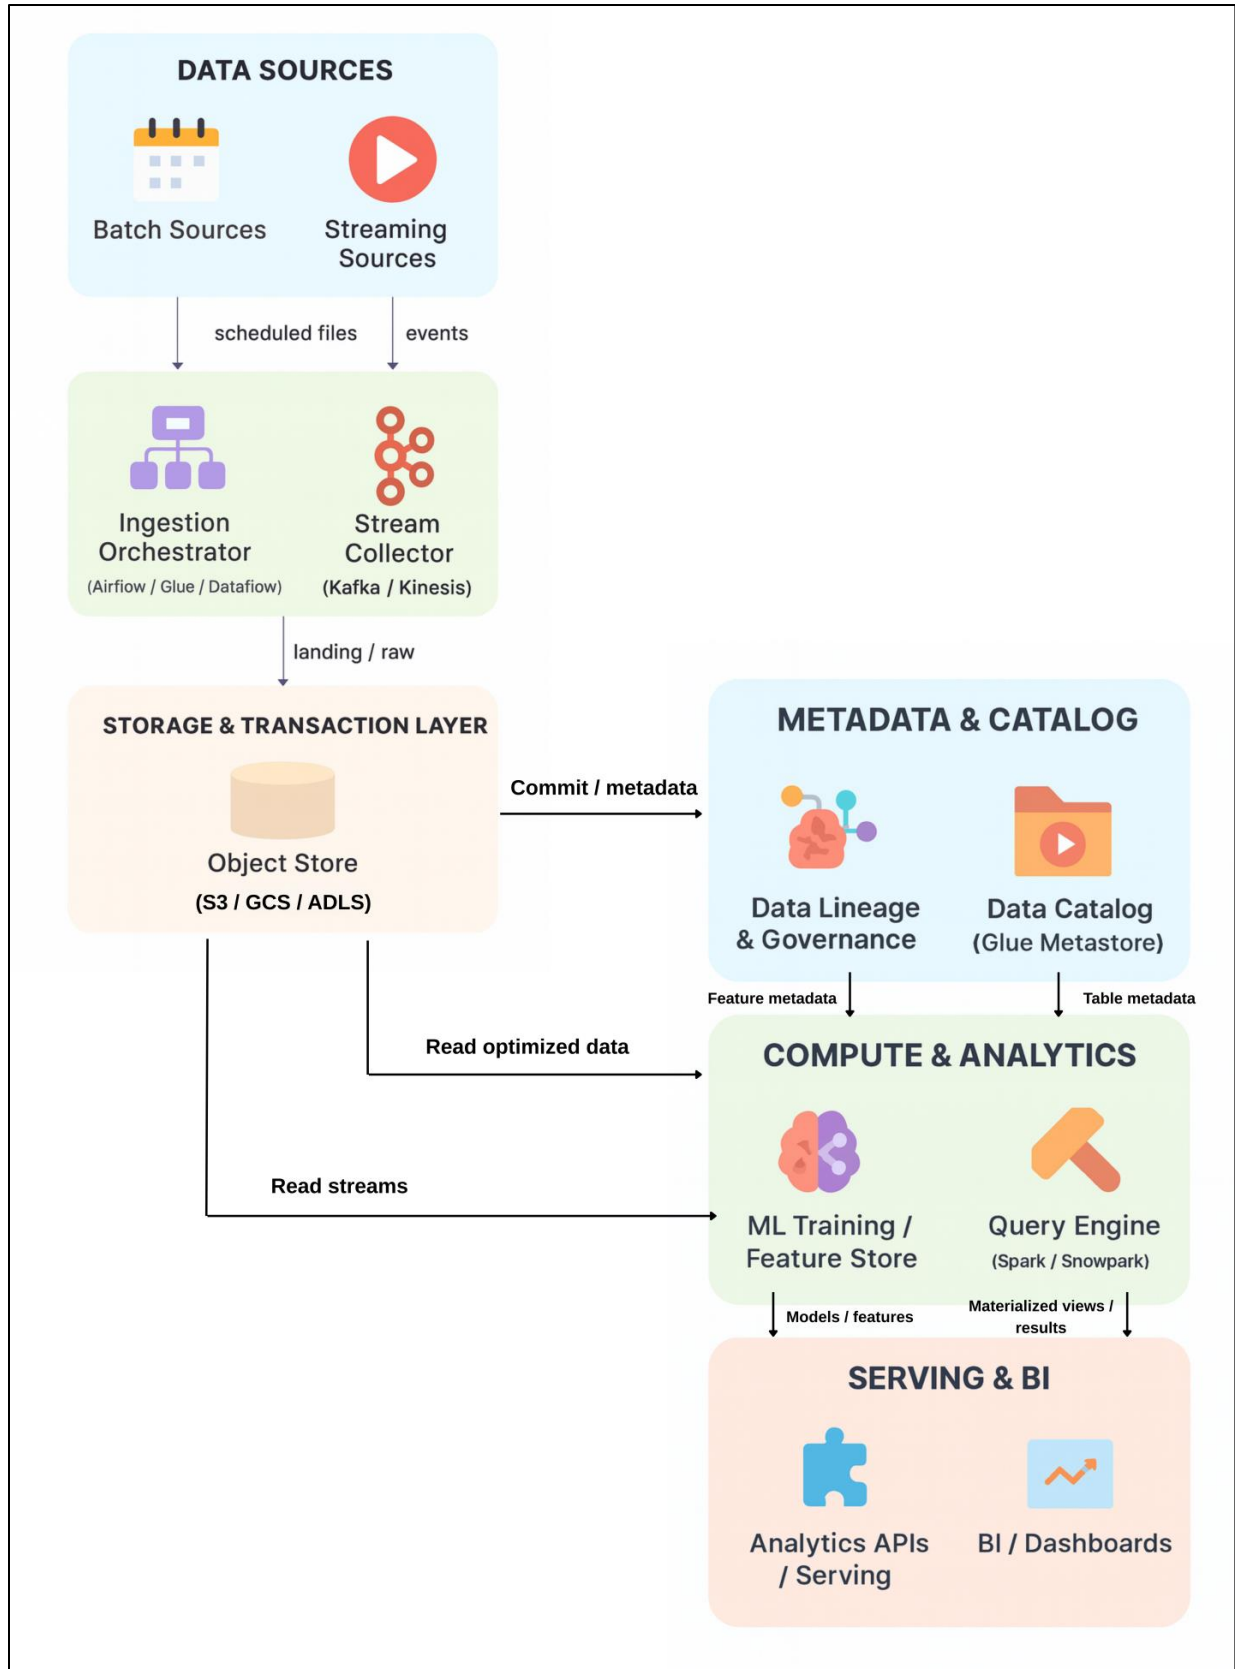 DATA SOURCES
Batch Sources
Streaming
Sources
scheduled files
events
Ingestion
Orchestrator
(Airfiow / Glue / Datafiow)
Stream
Collector
(Kafka / Kinesis)
landing / raw
STORAGE & TRANSACTION LAYER
Object Store
(S3 / GCS / ADLS)
Commit / metadata
METADATA & CATALOG
Data Lineage
& Governance
Data Catalog
(Glue Metastore)
Feature metadata
Table metadata
Read optimized data
Read streams
COMPUTE & ANALYTICS
ML Training /
Feature Store
Query Engine
(Spark / Snowpark)
Models / features
Materialized views /
results
SERVING & BI
Analytics APIs
/ Serving
BI / Dashboards